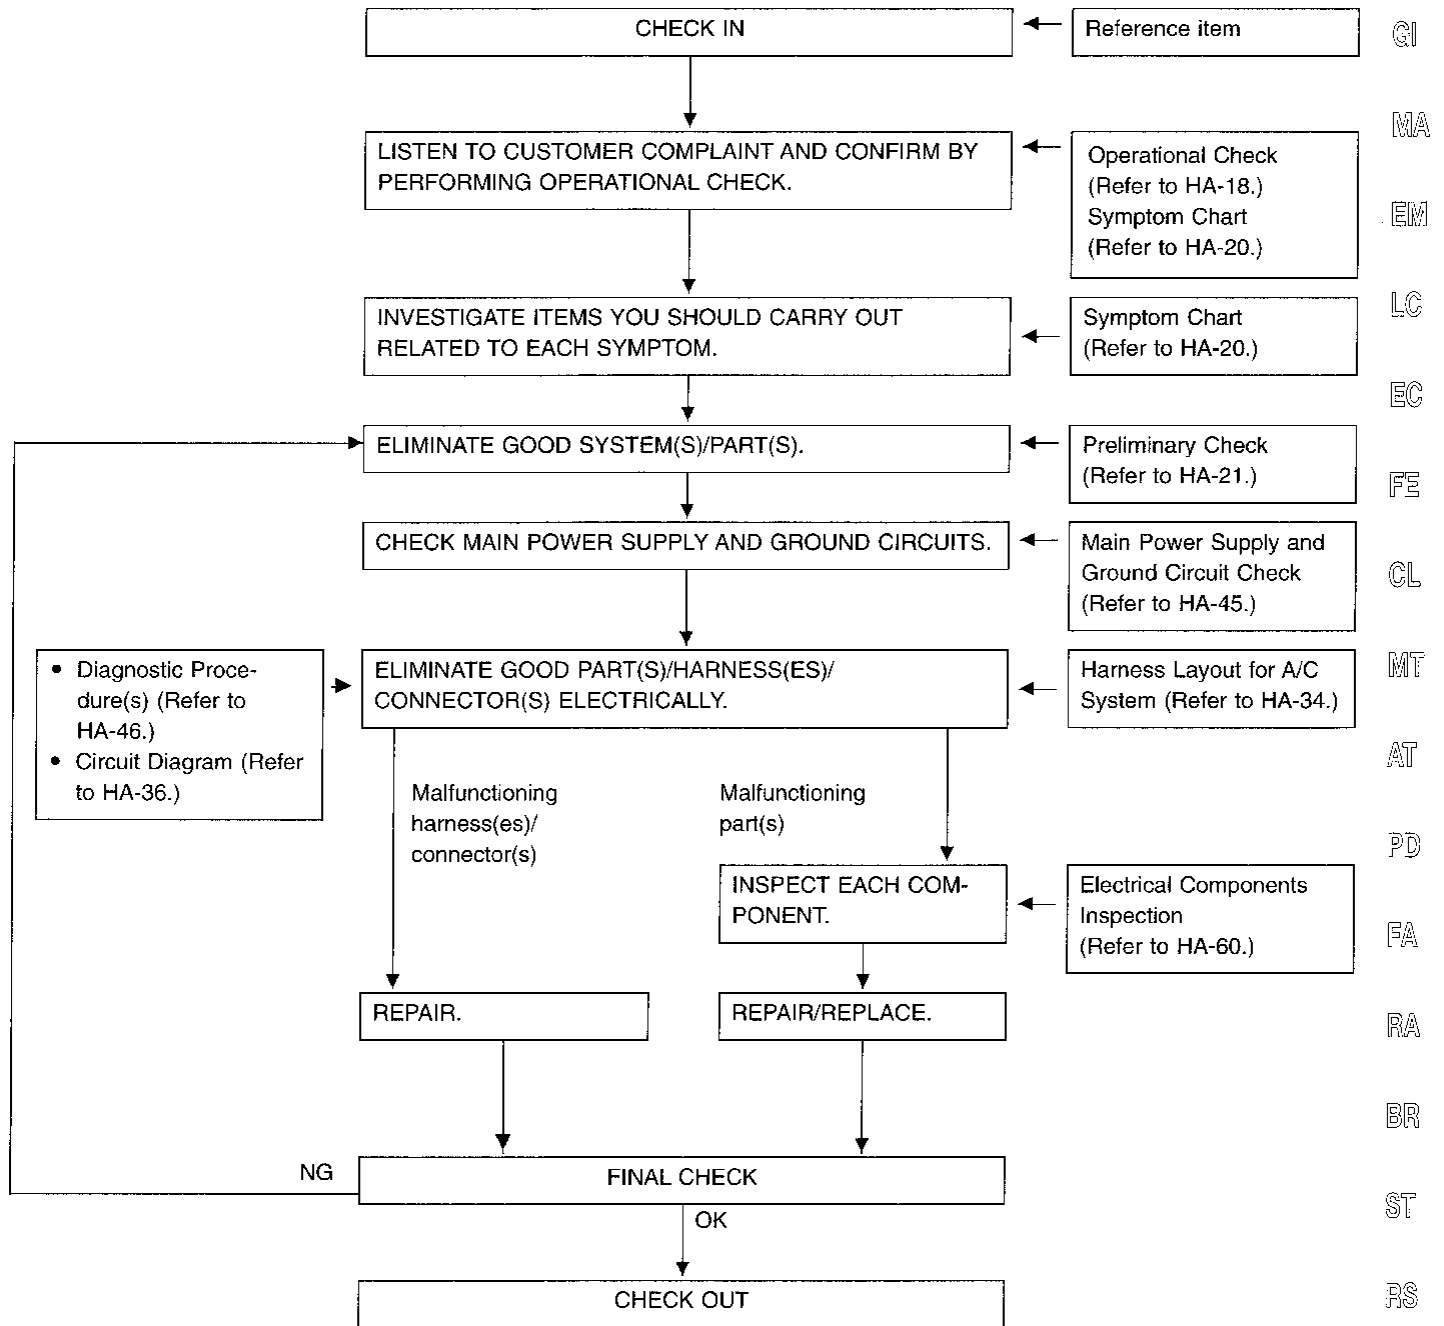 CHECK IN
Reference item
LISTEN TO CUSTOMER COMPLAINT AND CONFIRM BY
PERFORMING OPERATIONAL CHECK.
Operational Check
(Refer to HA-18.)
Symptom Chart
(Refer to HA-20.)
INVESTIGATE ITEMS YOU SHOULD CARRY OUT
RELATED TO EACH SYMPTOM.
Symptom Chart
(Refer to HA-20.)
ELIMINATE GOOD SYSTEM(S)/PART(S).
Preliminary Check
(Refer to HA-21.)
CHECK MAIN POWER SUPPLY AND GROUND CIRCUITS.
Main Power Supply and
Ground Circuit Check
(Refer to HA-45.)
• Diagnostic Proce-
dure(s) (Refer to
HA-46.)
• Circuit Diagram (Refer
to HA-36.)
ELIMINATE GOOD PART(S)/HARNESS(ES)/
CONNECTOR(S) ELECTRICALLY.
Harness Layout for A/C
System (Refer to HA-34.)
Malfunctioning
harness(es)/
connector(s)
Malfunctioning
part(s)
INSPECT EACH COM-
PONENT.
Electrical Components
Inspection
(Refer to HA-60.)
REPAIR.
REPAIR/REPLACE.
NG
FINAL CHECK
OK
CHECK OUT
GI
MA
EM
LC
EC
FE
CL
MT
AT
PD
FA
RA
BR
ST
RS